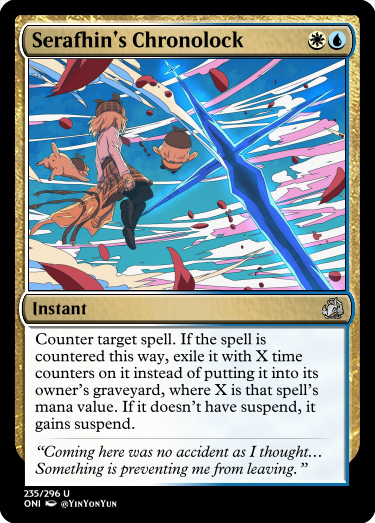 Serafhin's Chronolock
Instant
Counter target spell. If the spell is
countered this way, exile it with X time
counters on it instead of putting it into its
owner's graveyard, where X is that spell's
mana value. If it doesn't have suspend, it
gains suspend.
“Coming here was no accident as I thought…
Something is preventing me from leaving.”
235/296 U
ONI @YinYonYun